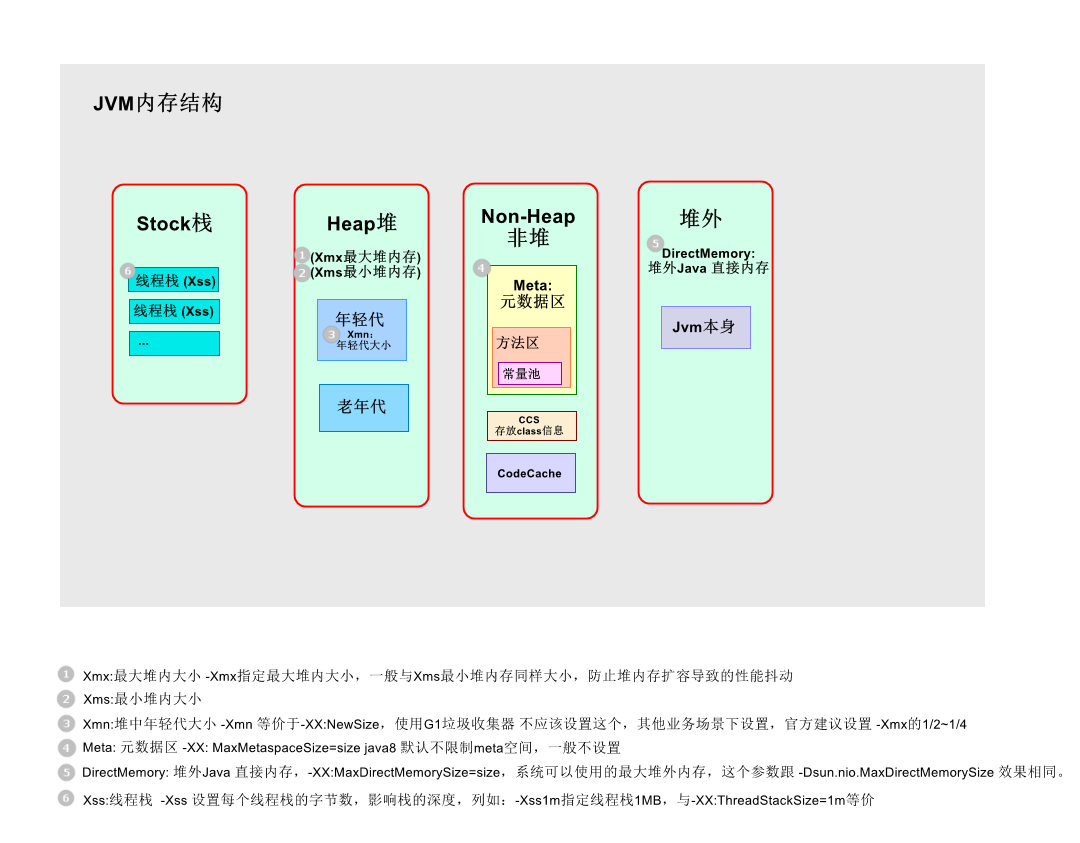 JVM内存结构
Stock栈
6
线程栈 (Xss)
线程栈 (Xss)
...
Heap堆
1 (Xmx最大堆内存)
2 (Xms最小堆内存)
年轻代
3 Xmn：
年轻代大小
老年代
Non-Heap
非堆
4
Meta:
元数据区
方法区
常量池
CCS
存放class信息
CodeCache
堆外
5
DirectMemory:
堆外Java 直接内存
Jvm本身
1 Xmx:最大堆内大小 -Xmx指定最大堆内大小，一般与Xms最小堆内存同样大小，防止堆内存扩容导致的性能抖动
2 Xms:最小堆内大小
3 Xmn:堆中年轻代大小 -Xmn 等价于-XX:NewSize，使用G1垃圾收集器 不应该设置这个，其他业务场景下设置，官方建议设置 -Xmx的1/2~1/4
4 Meta: 元数据区 -XX: MaxMetaspaceSize=size java8 默认不限制meta空间，一般不设置
5 DirectMemory: 堆外Java 直接内存，-XX:MaxDirectMemorySize=size，系统可以使用的最大堆外内存，这个参数跟 -Dsun.nio.MaxDirectMemorySize 效果相同。
6 Xss:线程栈 -Xss 设置每个线程栈的字节数，影响栈的深度，列如：-Xss1m指定线程栈1MB，与-XX:ThreadStackSize=1m等价